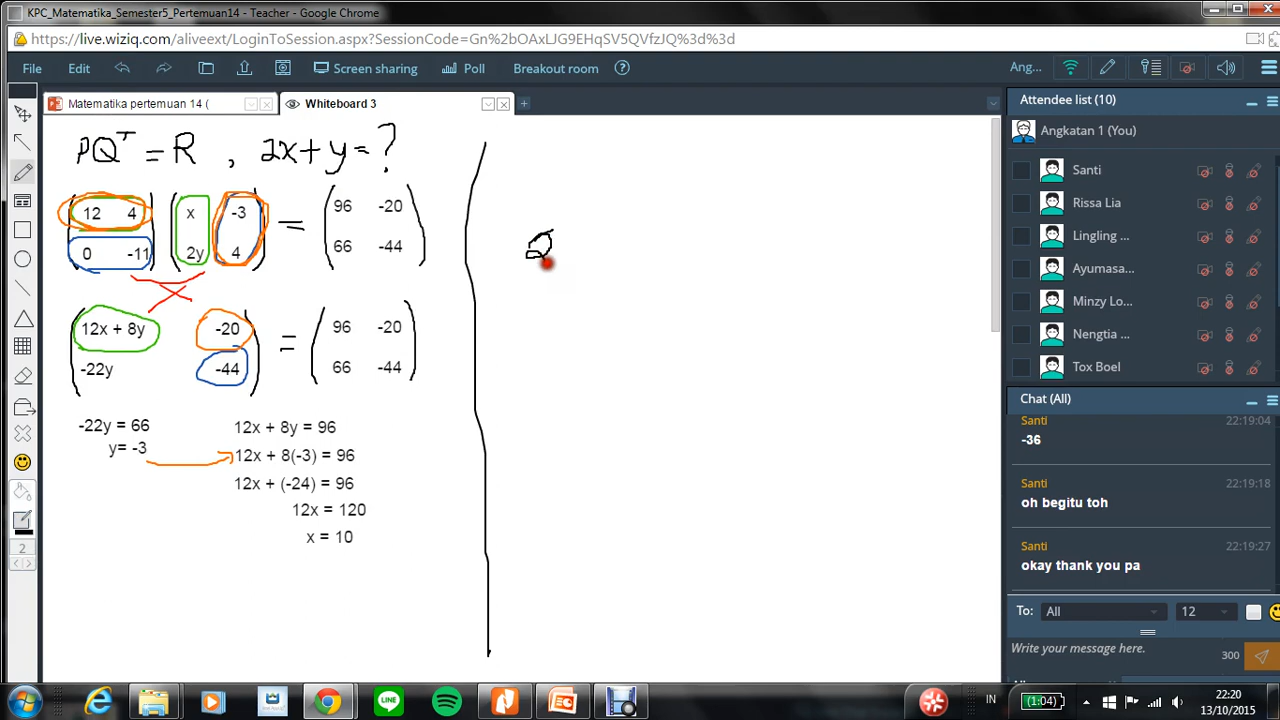 KPC_Matematika_Semester5_Pertemuan14 - Teacher - Google Chrome
https://live.wiziq.com/aliveext/LoginToSession.aspx?SessionCode=Gn%2bOAxLJG9EHqSV5QVfzJQ%3d%3d
File Edit Screen sharing Poll Breakout room ? Ang...
Matematika pertemuan 14 ( Whiteboard 3 +
PQᵀ = R , 2x + y = ?
12 4 x -3 = 96 -20
0 -11 2y 4 66 -44
12x + 8y -20 = 96 -20
-22y -44 66 -44
-22y = 66
y= -3
12x + 8y = 96
12x + 8(-3) = 96
12x + (-24) = 96
12x = 120
x = 10
2
Attendee list (10)
Angkatan 1 (You)
Santi
Rissa Lia
Lingling ...
Ayumasa...
Minzy Lo...
Nengtia ...
Tox Boel
Chat (All)
Santi 22:19:04
-36
Santi 22:19:18
oh begitu toh
Santi 22:19:27
okay thank you pa
To: All 12
Write your message here. 300
2
LINE
IN (1:04) 22:20
13/10/2015